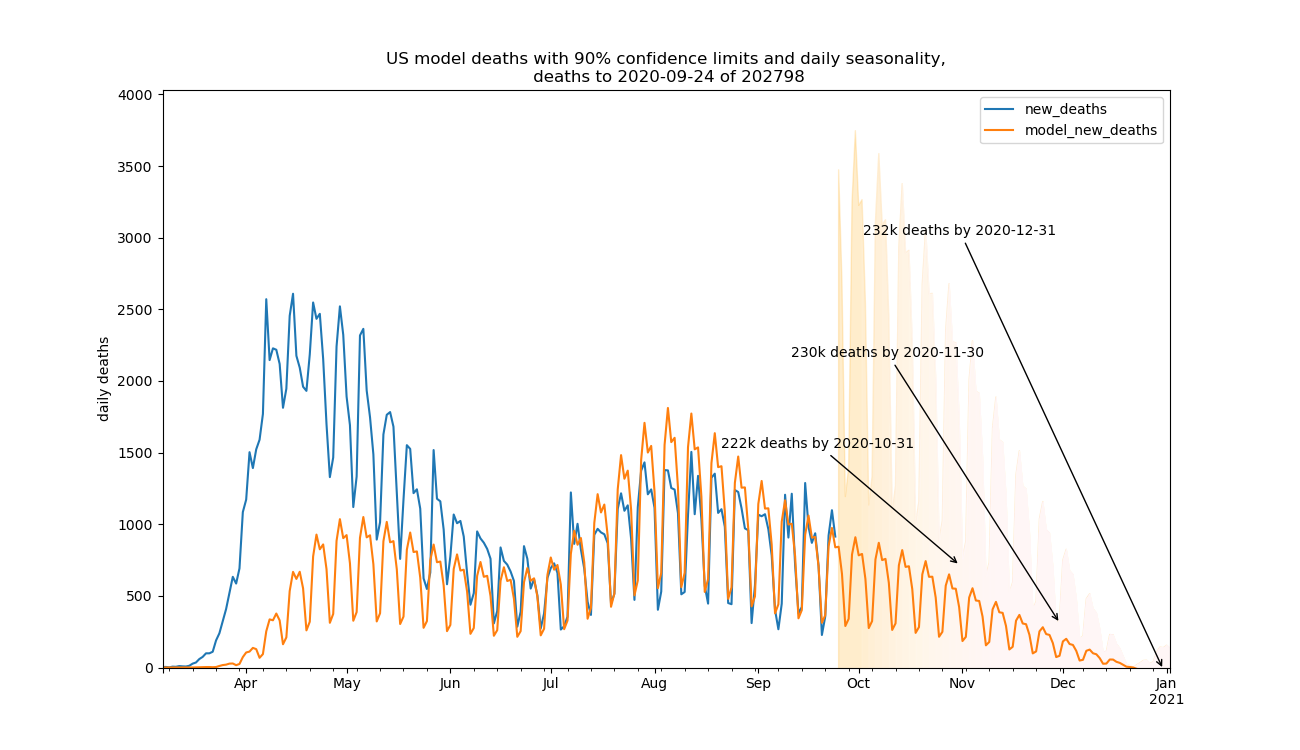 US model deaths with 90% confidence limits and daily seasonality,
deaths to 2020-09-24 of 202798
new_deaths
model_new_deaths
daily deaths
4000
3500
3000
2500
2000
1500
1000
500
0
232k deaths by 2020-12-31
230k deaths by 2020-11-30
222k deaths by 2020-10-31
Apr
May
Jun
Jul
Aug
Sep
Oct
Nov
Dec
Jan
2021